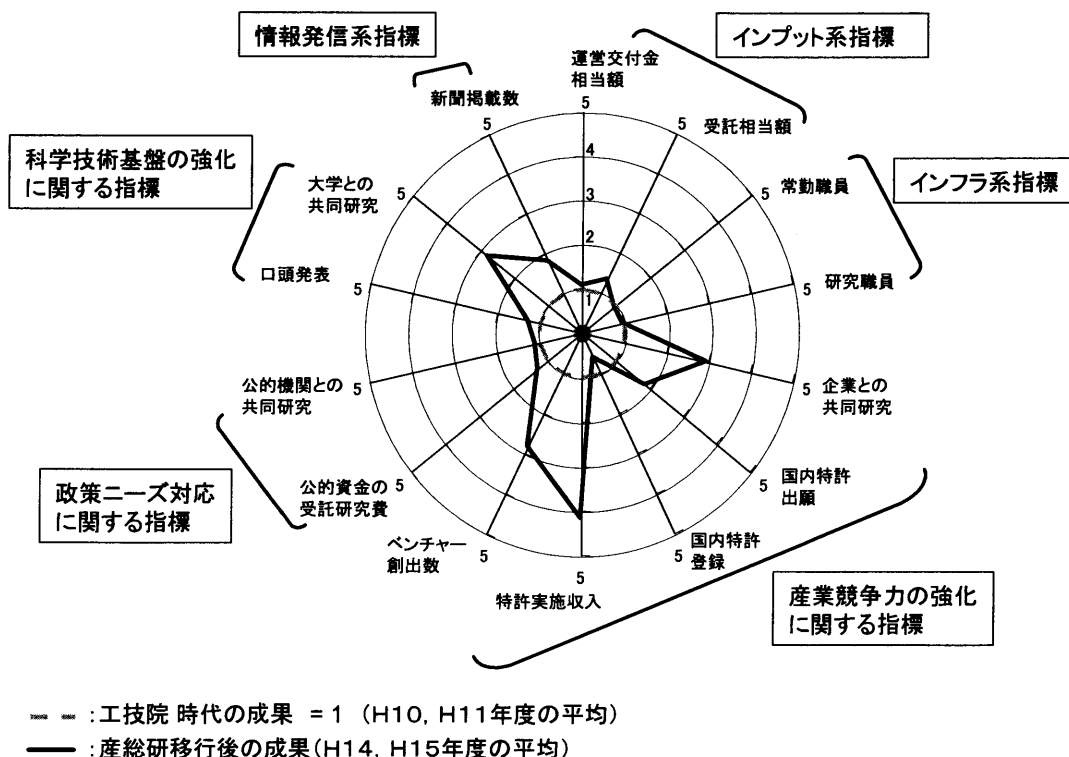 情報発信系指標
インプット系指標
運営交付金
相当額
新聞掲載数
受託相当額
科学技術基盤の強化
に関する指標
大学との
共同研究
常勤職員
インフラ系指標
口頭発表
研究職員
公的機関との
共同研究
企業との
共同研究
政策ニーズ対応
に関する指標
公的資金の
受託研究費
国内特許
出願
ベンチャー
創出数
国内特許
登録
特許実施収入
産業競争力の強化
に関する指標
5
5
5
5
5
5
5
5
5
5
5
5
5
5
4
3
2
1
:工技院 時代の成果 =1 (H10, H11年度の平均)
:産総研移行後の成果(H14, H15年度の平均)